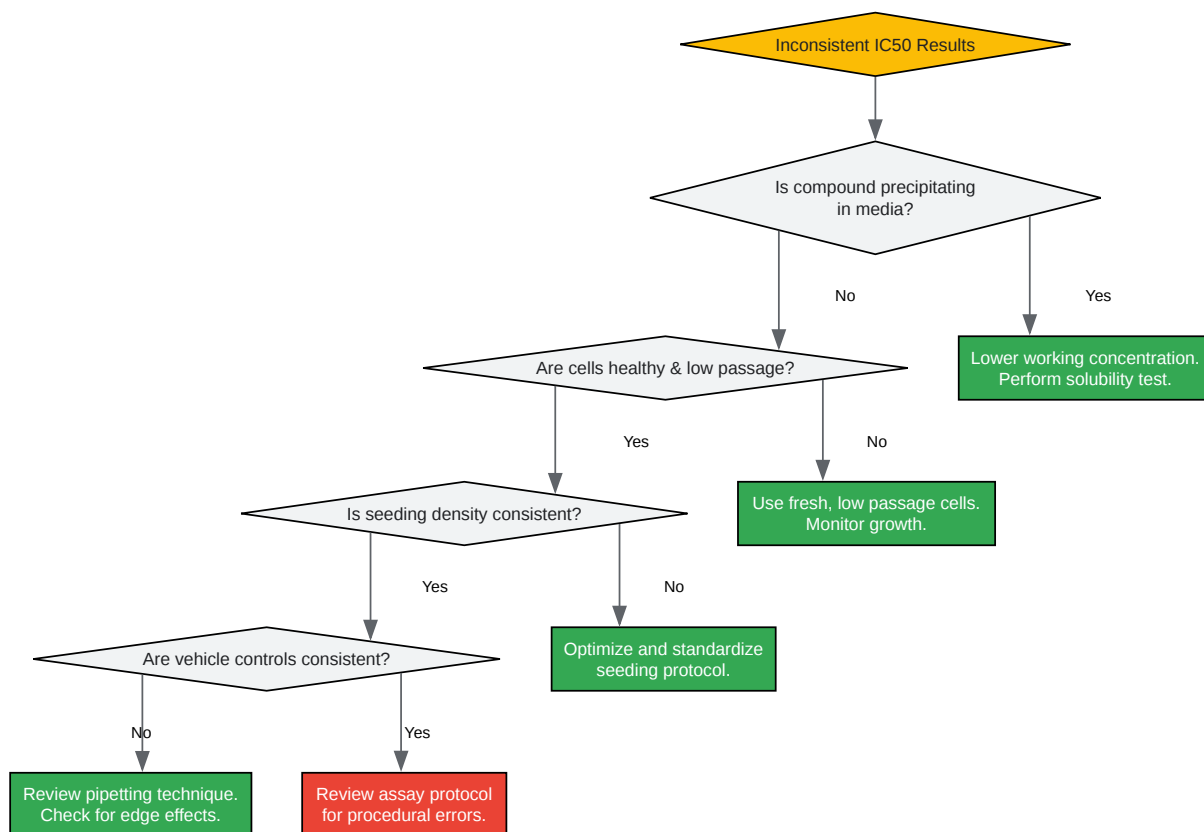 Inconsistent IC50 Results
Is compound precipitating
in media?
No
Yes
Lower working concentration.
Perform solubility test.
Are cells healthy & low passage?
Yes
No
Use fresh, low passage cells.
Monitor growth.
Is seeding density consistent?
Yes
No
Optimize and standardize
seeding protocol.
Are vehicle controls consistent?
No
Yes
Review pipetting technique.
Check for edge effects.
Review assay protocol
for procedural errors.